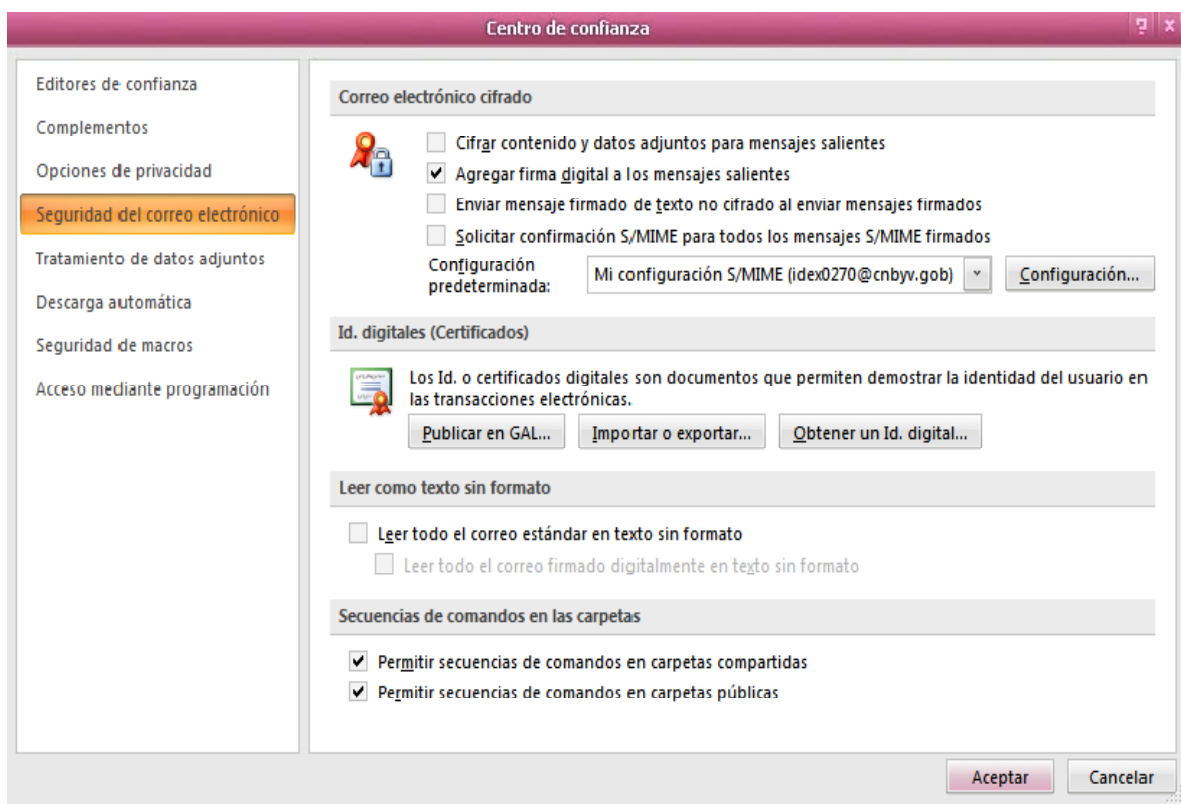 Centro de confianza
Editores de confianza
Complementos
Opciones de privacidad
Seguridad del correo electrónico
Tratamiento de datos adjuntos
Descarga automática
Seguridad de macros
Acceso mediante programación
Correo electrónico cifrado
Cifrar contenido y datos adjuntos para mensajes salientes
Agregar firma digital a los mensajes salientes
Enviar mensaje firmado de texto no cifrado al enviar mensajes firmados
Solicitar confirmación S/MIME para todos los mensajes S/MIME firmados
Configuración
predeterminada:
Mi configuración S/MIME (idex0270@cnbyv.gob)
Configuración...
Id. digitales (Certificados)
Los Id. o certificados digitales son documentos que permiten demostrar la identidad del usuario en
las transacciones electrónicas.
Publicar en GAL...
Importar o exportar...
Obtener un Id. digital...
Leer como texto sin formato
Leer todo el correo estándar en texto sin formato
Leer todo el correo firmado digitalmente en texto sin formato
Secuencias de comandos en las carpetas
Permitir secuencias de comandos en carpetas compartidas
Permitir secuencias de comandos en carpetas públicas
Aceptar
Cancelar